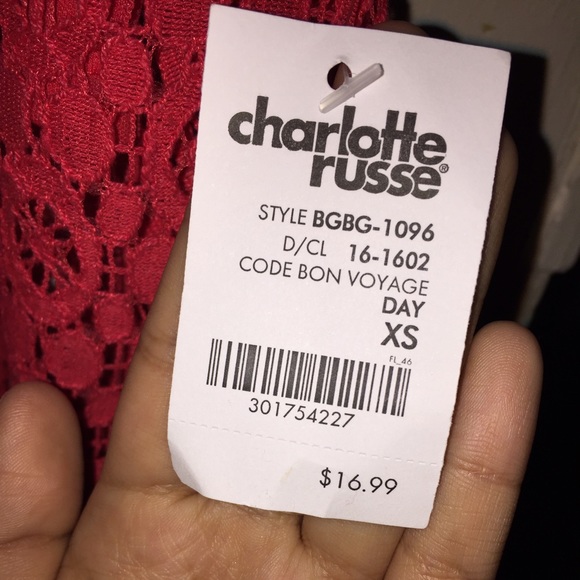 charlotte
russe®
STYLE BGBG-1096
D/CL 16-1602
CODE BON VOYAGE
DAY
XS
FL_46
301754227
$16.99